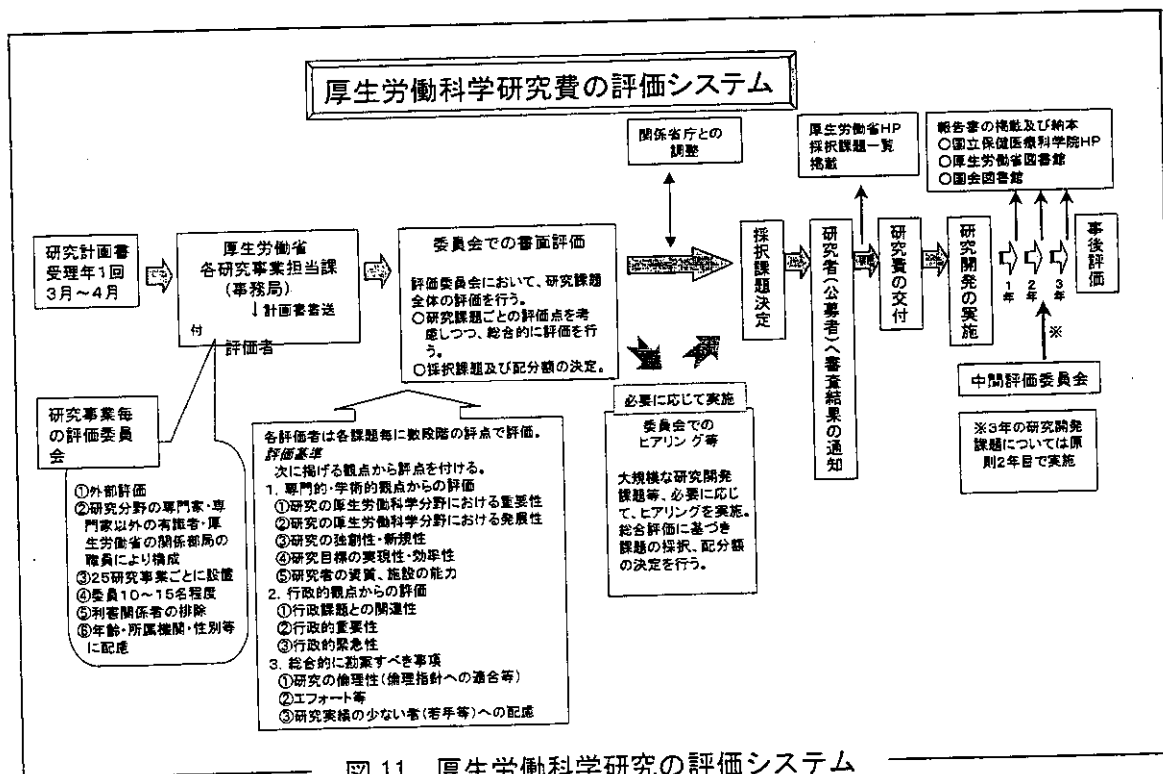 厚生労働科学研究費の評価システム
関係省庁との
調整
厚生労働省HP
採択課題一覧
掲載
報告書の掲載及び納本
○国立保健医療科学院HP
○厚生労働省図書館
○国会図書館
研究計画書
受理年1回
3月～4月
厚生労働省
各研究事業担当課
(事務局)
↓計画書書送
付
評価者
委員会での書面評価
評価委員会において、研究課題
全体の評価を行う。
○研究課題ごとの評価点を考
慮しつつ、総合的に評価を行
う。
○採択課題及び配分額の決定。
採択課題決定
研究者(公募者)へ審査結果の通知
研究費の交付
研究開発の実施
1年
2年
3年
事後評価
※
中間評価委員会
※3年の研究開発
課題については原
則2年目で実施
必要に応じて実施
委員会での
ヒアリング等
大規模な研究開発
課題等、必要に応じ
て、ヒアリングを実施。
総合評価に基づき
課題の採択、配分額
の決定を行う。
研究事業毎
の評価委員
会
①外部評価
②研究分野の専門家・専
門家以外の有識者・厚
生労働省の関係部局の
職員により構成
③25研究事業ごとに設置
④委員10～15名程度
⑤利害関係者の排除
⑥年齢・所属機関・性別等
に配慮
各評価者は各課題毎に数段階の評点で評価。
評価基準
次に掲げる観点から評点を付ける。
1. 専門的・学術的観点からの評価
①研究の厚生労働科学分野における重要性
②研究の厚生労働科学分野における発展性
③研究の独創性・新規性
④研究目標の実現性・効率性
⑤研究者の資質、施設の能力
2. 行政的観点からの評価
①行政課題との関連性
②行政的重要性
③行政的緊急性
3. 総合的に勘案すべき事項
①研究の倫理性(倫理指針への適合等)
②エフォート等
③研究実績の少ない者(若手等)への配慮
図 11 厚生労働科学研究の評価システム